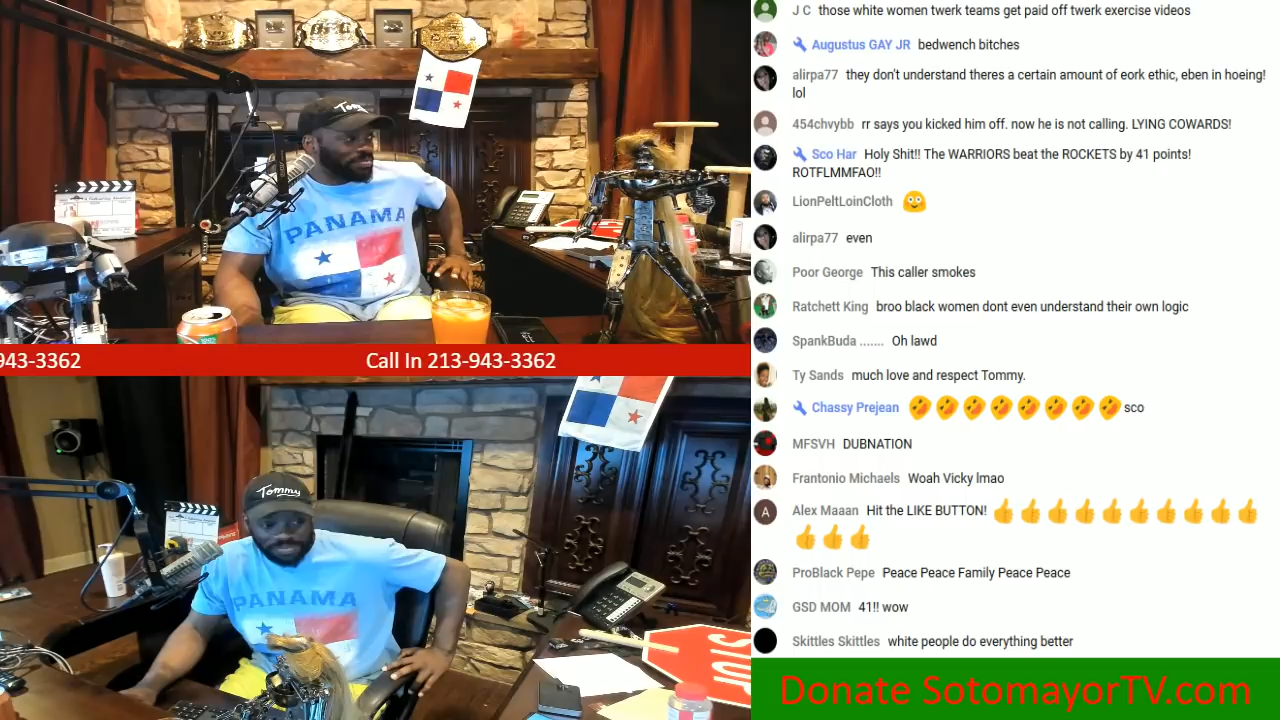 Tommy
PANAMA
943-3362
Call In 213-943-3362
Tommy
PANAMA
STOP
J C those white women twerk teams get paid off twerk exercise videos
Augustus GAY JR bedwench bitches
alirpa77 they don't understand theres a certain amount of eork ethic, eben in hoeing!
lol
454chvybb rr says you kicked him off. now he is not calling. LYING COWARDS!
Sco Har Holy Shit!! The WARRIORS beat the ROCKETS by 41 points!
ROTFLMMFAO!!
LionPeltLoinCloth
alirpa77 even
Poor George This caller smokes
Ratchett King broo black women dont even understand their own logic
SpankBuda ....... Oh lawd
Ty Sands much love and respect Tommy.
Chassy Prejean 🤣🤣🤣🤣🤣🤣🤣🤣 sco
MFSVH DUBNATION
Frantonio Michaels Woah Vicky lmao
A Alex Maaan Hit the LIKE BUTTON! 👍👍👍👍👍👍👍👍👍👍
👍👍👍
ProBlack Pepe Peace Peace Family Peace Peace
GSD MOM 41!! wow
Skittles Skittles white people do everything better
Donate SotomayorTV.com